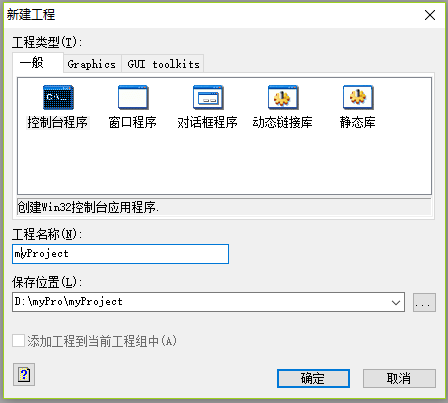 新建工程
工程类型(T):
一般 Graphics GUI toolkits
C:\...
控制台程序 窗口程序 对话框程序 动态链接库 静态库
创建Win32控制台应用程序.
工程名称(N):
myProject
保存位置(L):
D:\myPro\myProject
...
添加工程到当前工程组中(A)
?
确定 取消